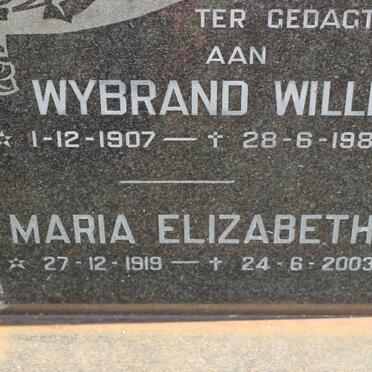 TER GEDAGT
AAN
WYBRAND WILL
☆ 1-12-1907 — † 28-6-198
MARIA ELIZABETH
☆ 27-12-1919 — † 24-6-2003